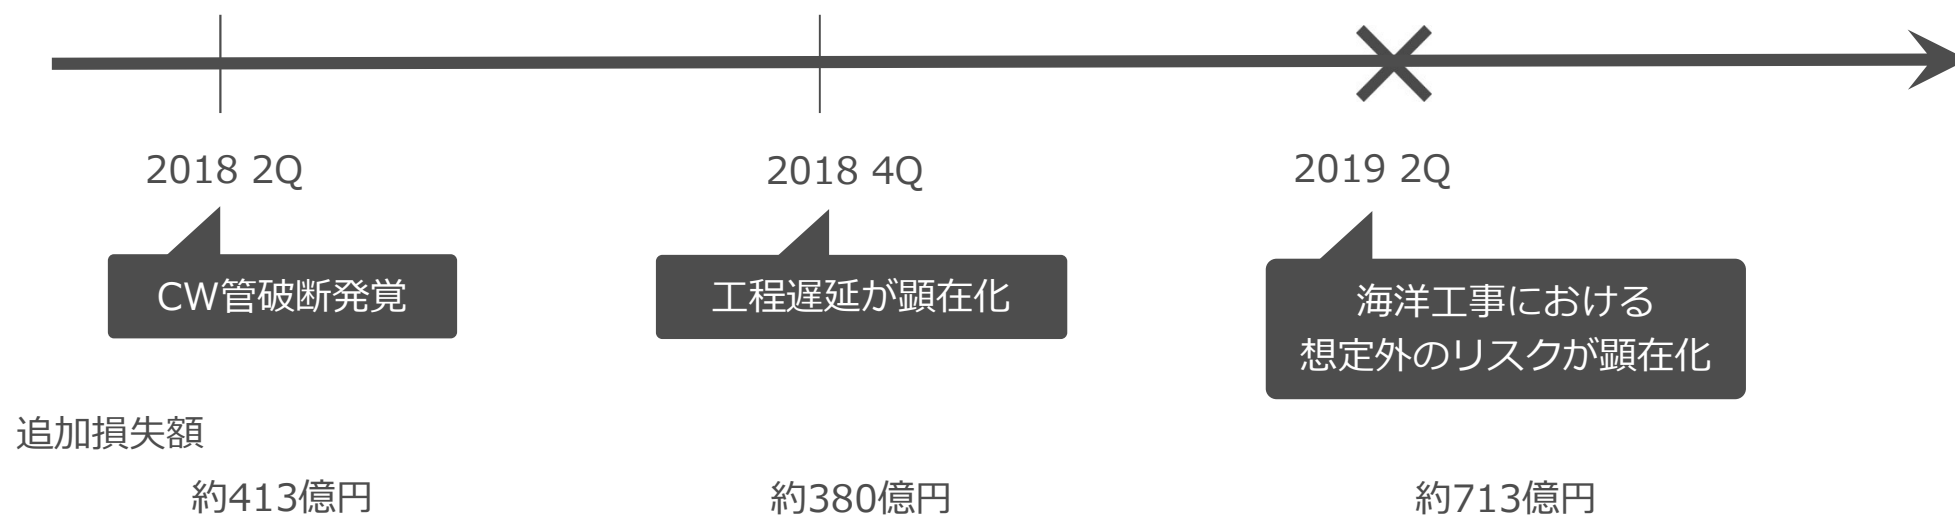 2018 2Q
2018 4Q
2019 2Q
CW管破断発覚
工程遅延が顕在化
海洋工事における
想定外のリスクが顕在化
追加損失額
約413億円
約380億円
約713億円